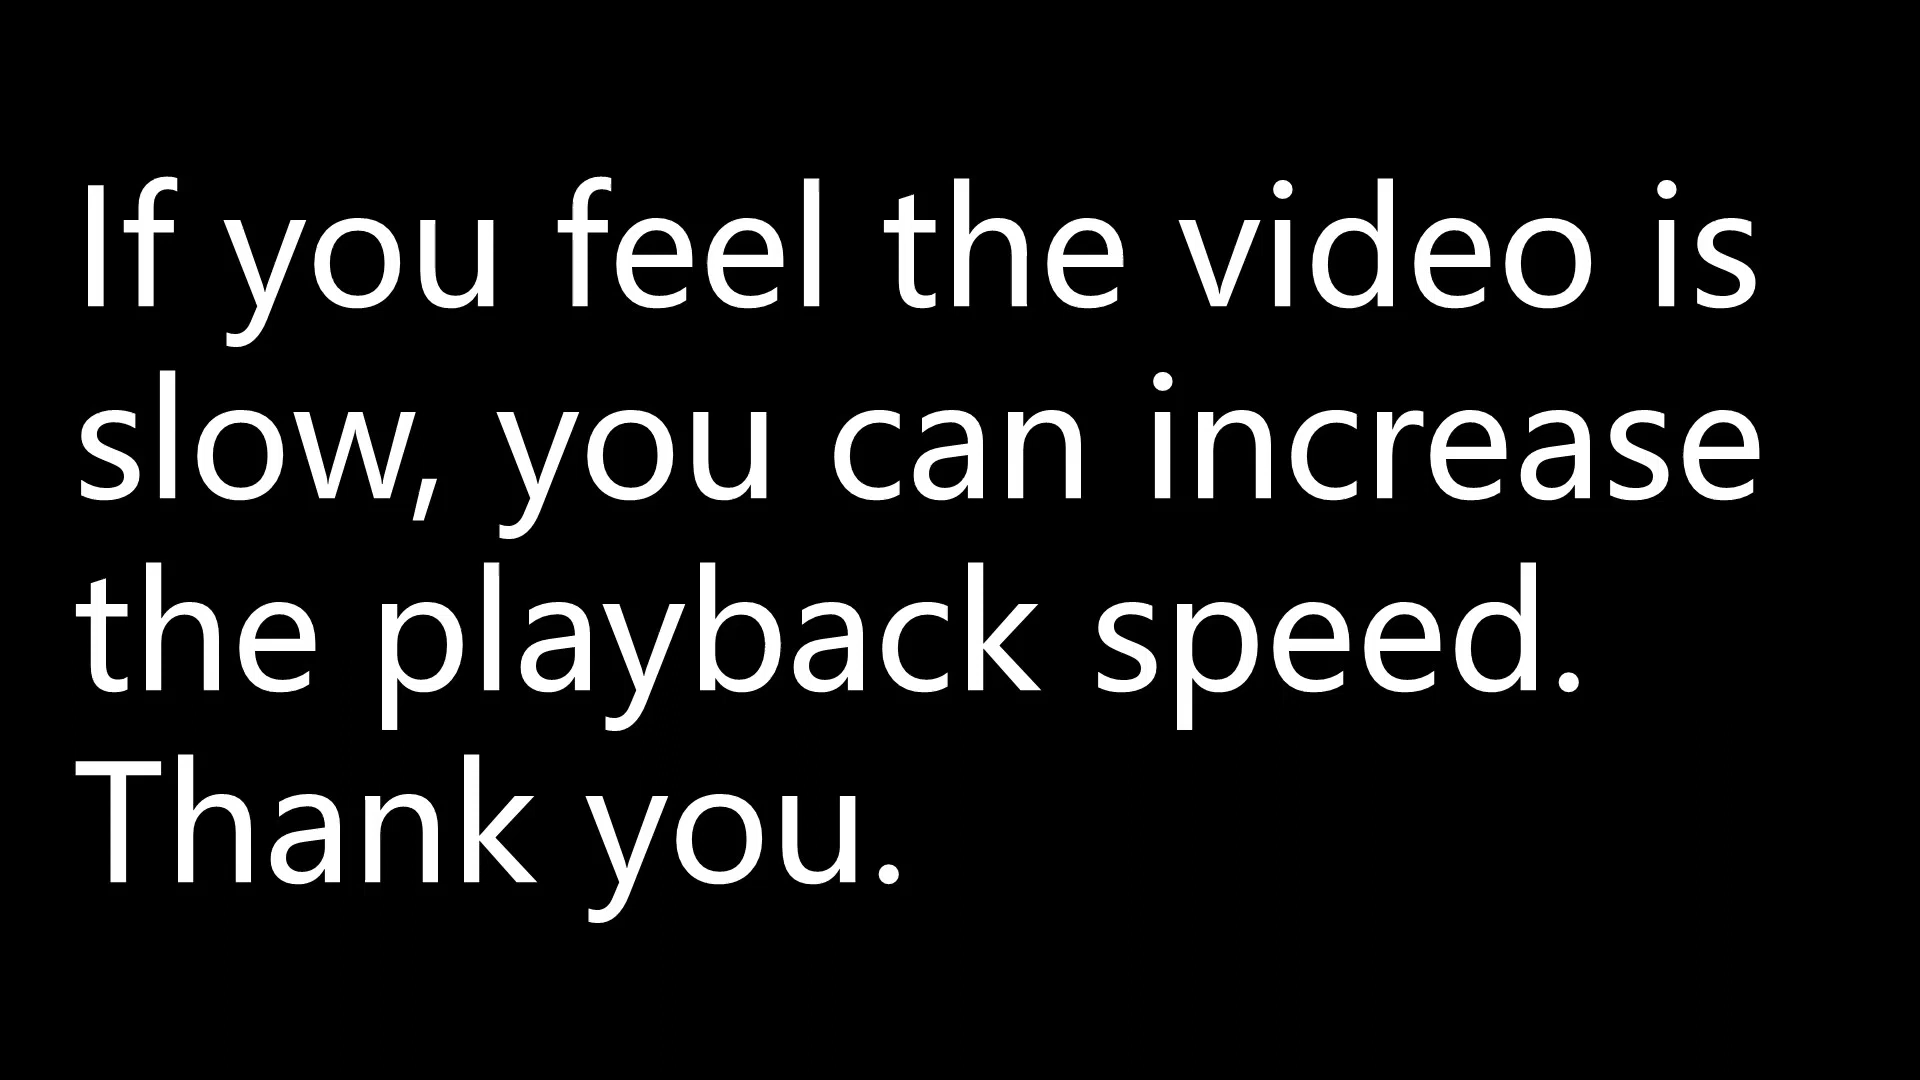 If you feel the video is
slow, you can increase
the playback speed.
Thank you.